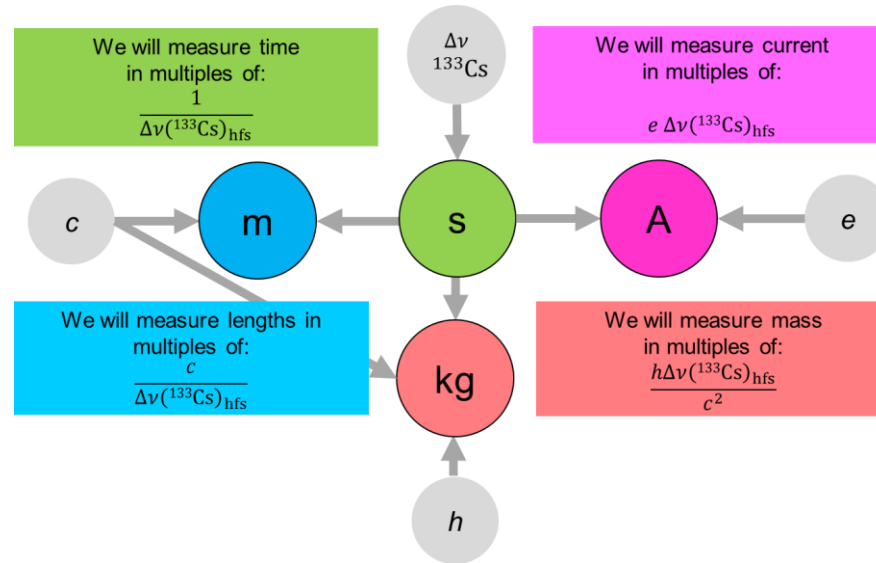 We will measure time
in multiples of:
1
Δν(¹³³Cs)hfs
Δν
¹³³Cs
We will measure current
in multiples of:
e Δν(¹³³Cs)hfs
c
m
s
A
e
We will measure lengths in
multiples of:
c
Δν(¹³³Cs)hfs
kg
We will measure mass
in multiples of:
hΔν(¹³³Cs)hfs
c²
h